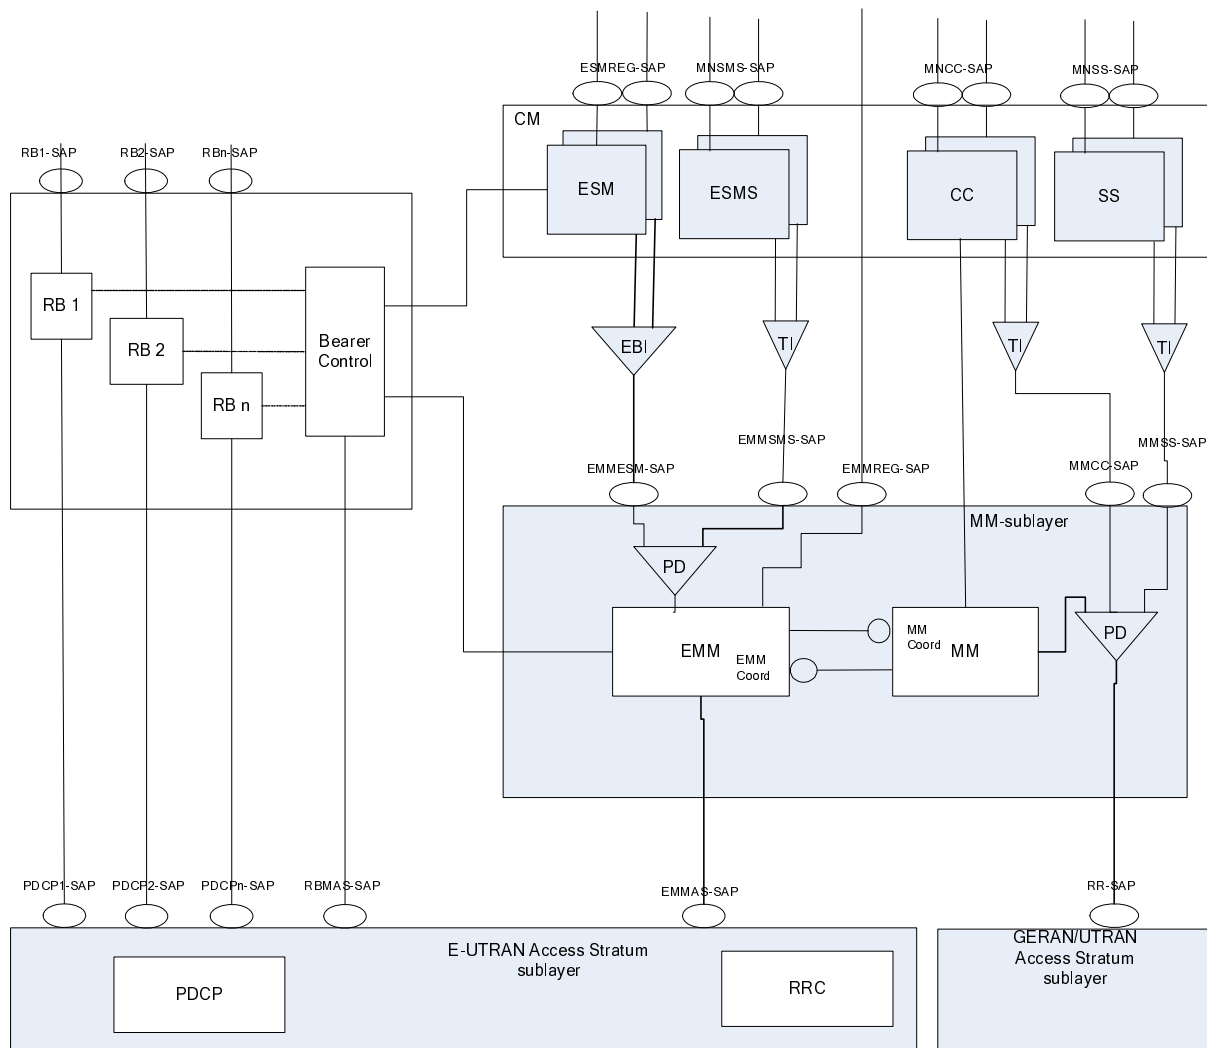 ESMREG-SAP
MNSMS-SAP
MNCC-SAP
MNSS-SAP
CM
RB1-SAP
RB2-SAP
RBn-SAP
ESM
ESMS
CC
SS
RB 1
RB 2
RB n
Bearer
Control
EBI
TI
TI
TI
EMMSMS-SAP
MMSS-SAP
EMMESM-SAP
EMMREG-SAP
MMCC-SAP
MM-sublayer
PD
PD
EMM
EMM
Coord
MM
Coord
MM
PDCP1-SAP
PDCP2-SAP
PDCPn-SAP
RBMAS-SAP
EMMAS-SAP
RR-SAP
E-UTRAN Access Stratum
sublayer
GERAN/UTRAN
Access Stratum
sublayer
PDCP
RRC